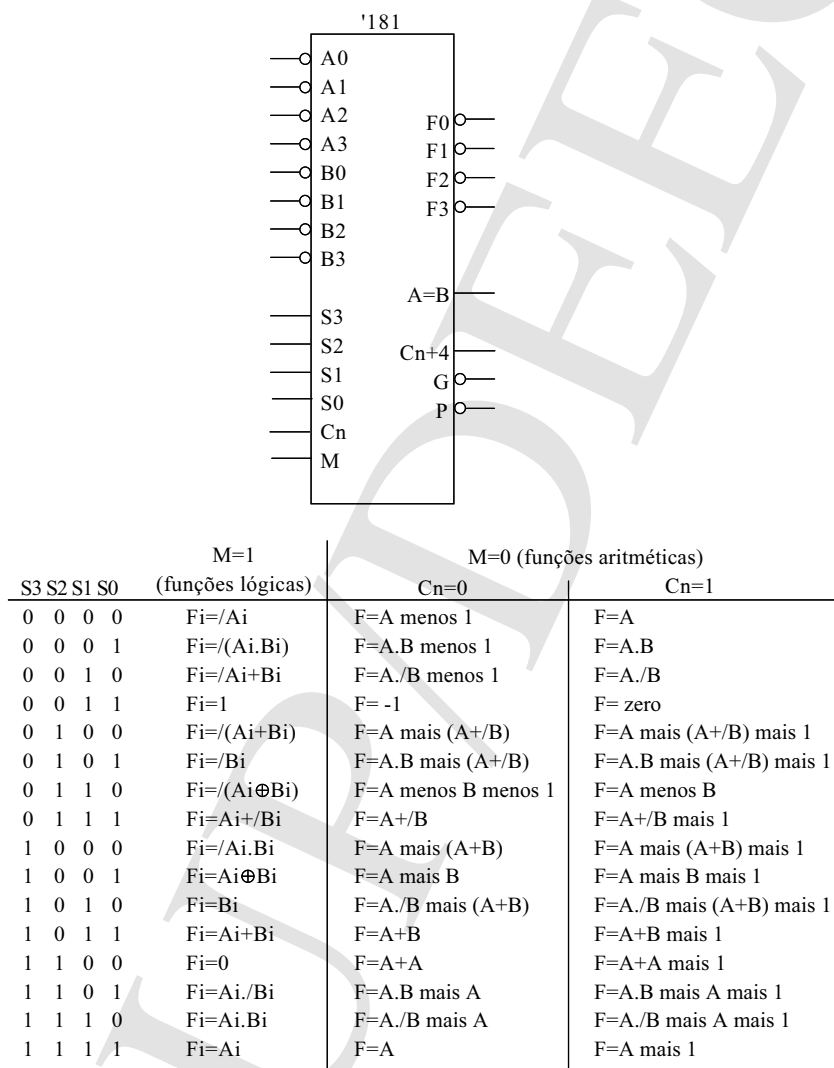 '181
A0
A1
A2
A3
B0
B1
B2
B3
S3
S2
S1
S0
Cn
M
F0
F1
F2
F3
A=B
Cn+4
G
P
M=1 M=0 (funções aritméticas)
S3 S2 S1 S0 (funções lógicas) Cn=0 Cn=1
0 0 0 0 Fi=/Ai F=A menos 1 F=A
0 0 0 1 Fi=/(Ai.Bi) F=A.B menos 1 F=A.B
0 0 1 0 Fi=/Ai+Bi F=A./B menos 1 F=A./B
0 0 1 1 Fi=1 F= -1 F= zero
0 1 0 0 Fi=/(Ai+Bi) F=A mais (A+/B) F=A mais (A+/B) mais 1
0 1 0 1 Fi=/Bi F=A.B mais (A+/B) F=A.B mais (A+/B) mais 1
0 1 1 0 Fi=/(Ai⊕Bi) F=A menos B menos 1 F=A menos B
0 1 1 1 Fi=Ai+/Bi F=A+/B F=A+/B mais 1
1 0 0 0 Fi=/Ai.Bi F=A mais (A+B) F=A mais (A+B) mais 1
1 0 0 1 Fi=Ai⊕Bi F=A mais B F=A mais B mais 1
1 0 1 0 Fi=Bi F=A./B mais (A+B) F=A./B mais (A+B) mais 1
1 0 1 1 Fi=Ai+Bi F=A+B F=A+B mais 1
1 1 0 0 Fi=0 F=A+A F=A+A mais 1
1 1 0 1 Fi=Ai./Bi F=A.B mais A F=A.B mais A mais 1
1 1 1 0 Fi=Ai.Bi F=A./B mais A F=A./B mais A mais 1
1 1 1 1 Fi=Ai F=A F=A mais 1
UP/DEEC